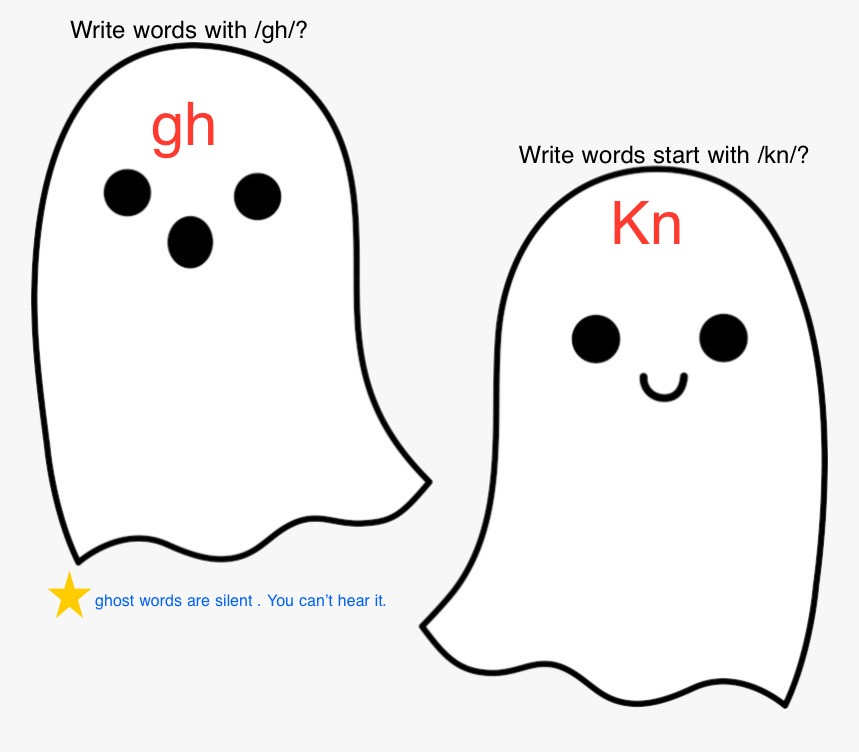 Write words with /gh/?
gh
Write words start with /kn/?
Kn
ghost words are silent . You can’t hear it.